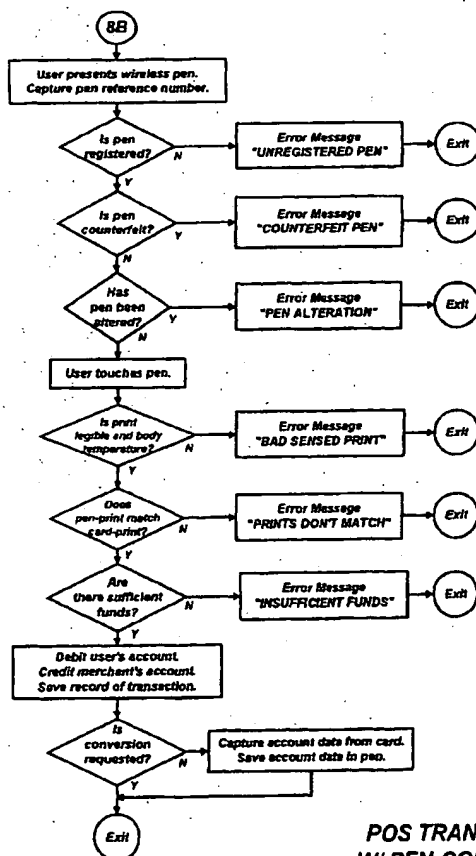 8B
User presents wireless pen.
Capture pen reference number.
Is pen
registered?
N
Y
Error Message
"UNREGISTERED PEN"
Exit
Is pen
counterfeit?
Y
N
Error Message
"COUNTERFEIT PEN"
Exit
Has
pen been
altered?
Y
N
Error Message
"PEN ALTERATION"
Exit
User touches pen.
Is print
legible and body
temperature?
N
Y
Error Message
"BAD SENSED PRINT"
Exit
Does
pen-print match
card-print?
N
Y
Error Message
"PRINTS DON'T MATCH"
Exit
Are
there sufficient
funds?
N
Y
Error Message
"INSUFFICIENT FUNDS"
Exit
Debit user's account.
Credit merchant's account.
Save record of transaction.
Is
conversion
requested?
N
Y
Capture account data from card.
Save account data in pen.
Exit
POS TRAN